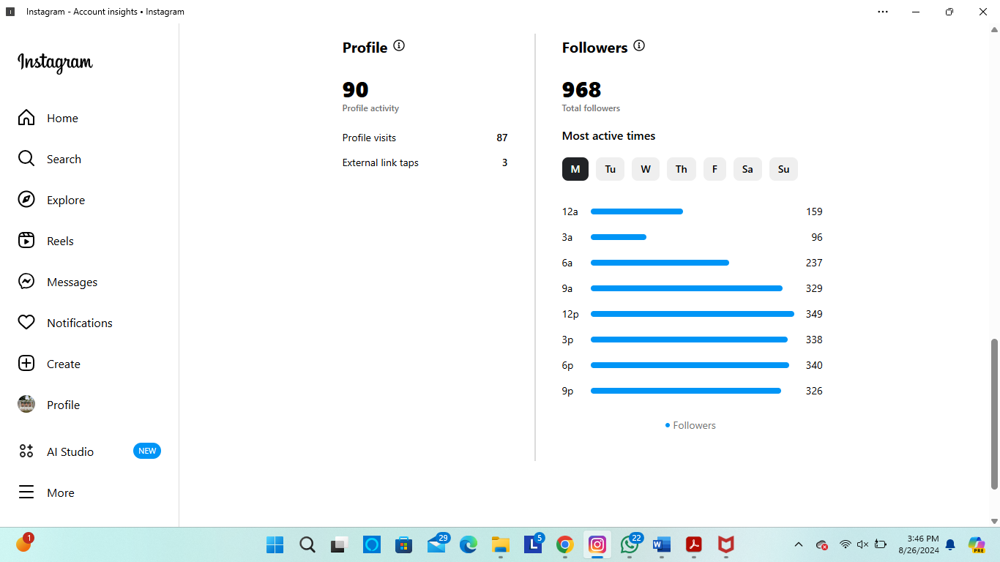 Instagram - Account insights • Instagram
Instagram
Home
Search
Explore
Reels
Messages
Notifications
Create
Profile
AI Studio NEW
More
Profile
90
Profile activity
Profile visits 87
External link taps 3
Followers
968
Total followers
Most active times
M Tu W Th F Sa Su
12a 159
3a 96
6a 237
9a 329
12p 349
3p 338
6p 340
9p 326
Followers
1
29
5
L
22
W
3:46 PM
8/26/2024
PRE